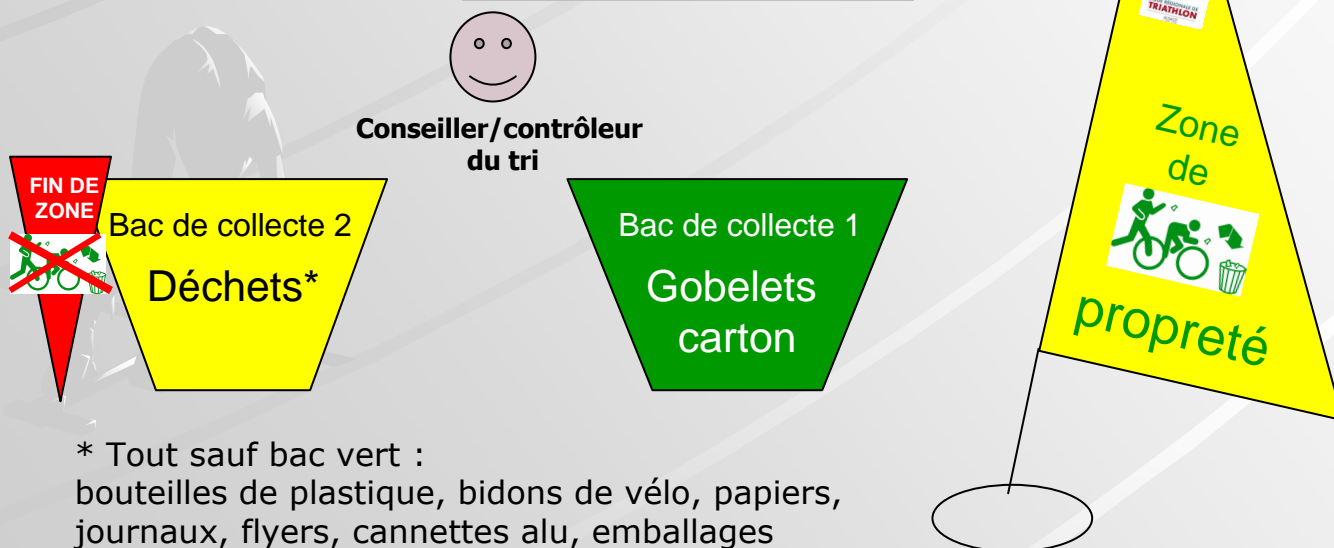 TRIATHLON
Conseiller/contrôleur
du tri
FIN DE
ZONE
Bac de collecte 2
Déchets*
Bac de collecte 1
Gobelets
carton
Zone
de
propreté
* Tout sauf bac vert :
bouteilles de plastique, bidons de vélo, papiers,
journaux, flyers, cannettes alu, emballages